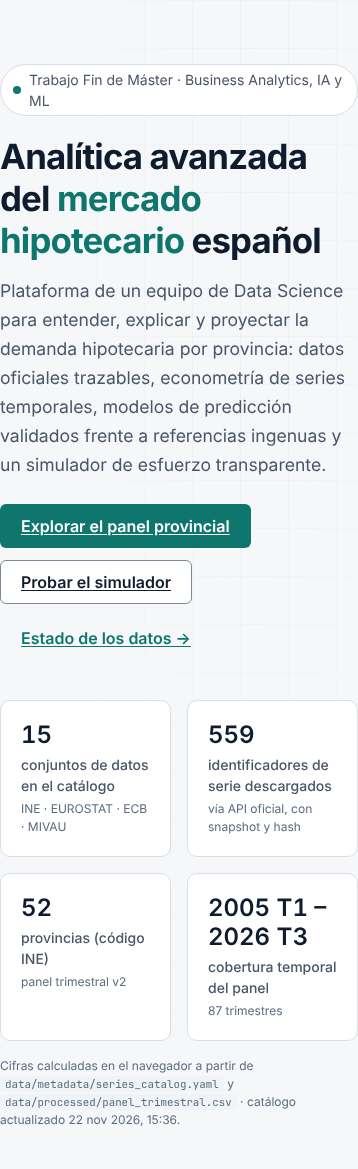 Trabajo Fin de Máster · Business Analytics, IA y
ML
Analítica avanzada
del mercado
hipotecario español
Plataforma de un equipo de Data Science
para entender, explicar y proyectar la
demanda hipotecaria por provincia: datos
oficiales trazables, econometría de series
temporales, modelos de predicción
validados frente a referencias ingenuas y
un simulador de esfuerzo transparente.
Explorar el panel provincial
Probar el simulador
Estado de los datos →
15
conjuntos de datos
en el catálogo
INE · EUROSTAT · ECB
· MIVAU
559
identificadores de
serie descargados
vía API oficial, con
snapshot y hash
52
provincias (código
INE)
panel trimestral v2
2005 T1 –
2026 T3
cobertura temporal
del panel
87 trimestres
Cifras calculadas en el navegador a partir de
data/metadata/series_catalog.yaml y
data/processed/panel_trimestral.csv · catálogo
actualizado 22 nov 2026, 15:36.